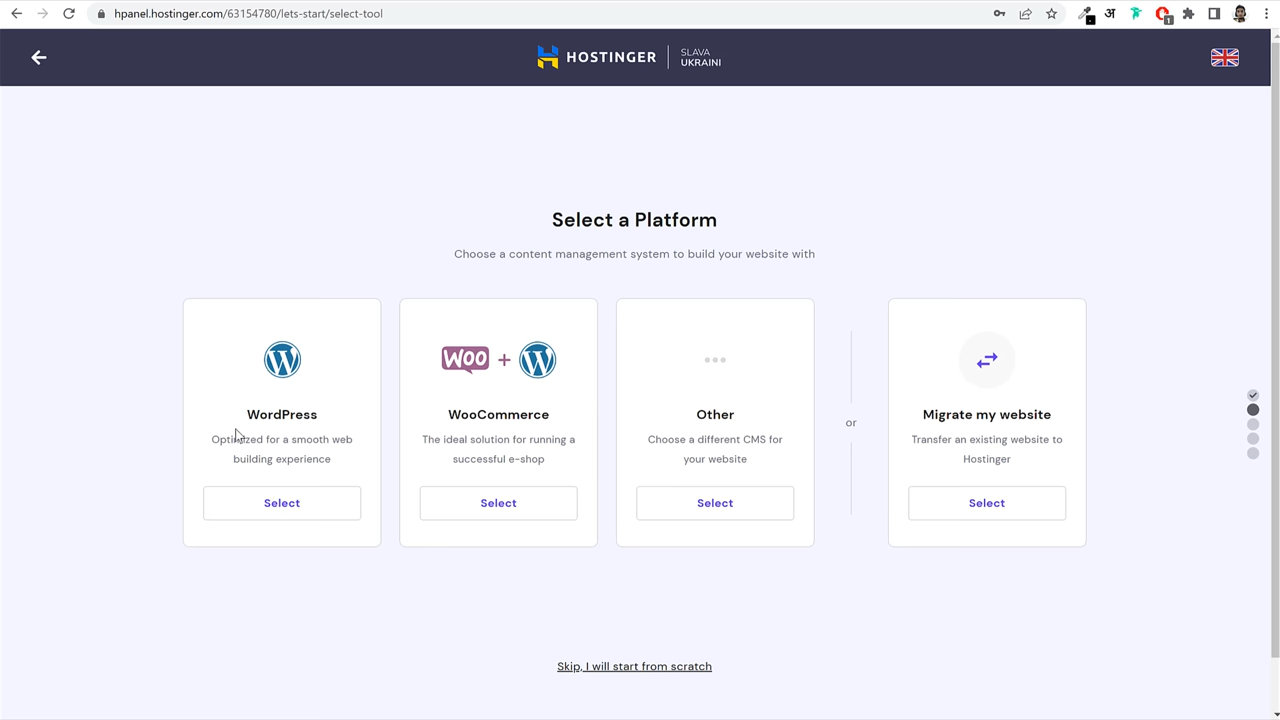 hpanel.hostinger.com/63154780/lets-start/select-tool
अ
1
HOSTINGER
SLAVA
UKRAINI
Select a Platform
Choose a content management system to build your website with
WordPress
Optimized for a smooth web
building experience
Select
WOO +
WooCommerce
The ideal solution for running a
successful e-shop
Select
Other
Choose a different CMS for
your website
Select
or
Migrate my website
Transfer an existing website to
Hostinger
Select
Skip, I will start from scratch